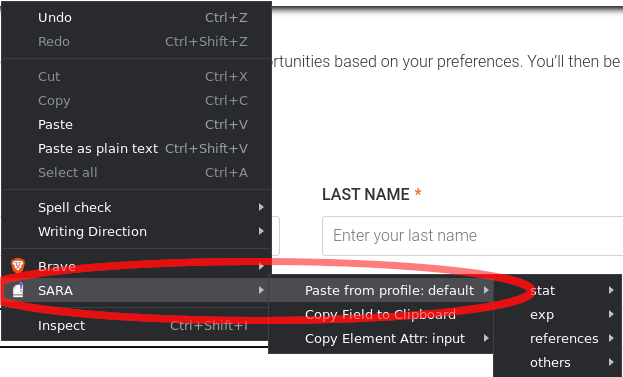 Undo Ctrl+Z
Redo Ctrl+Shift+Z
Cut Ctrl+X
Copy Ctrl+C
Paste Ctrl+V
Paste as plain text Ctrl+Shift+V
Select all Ctrl+A
Spell check
Writing Direction
Brave
SARA
Inspect Ctrl+Shift+I
Paste from profile: default
Copy Field to Clipboard
Copy Element Attr: input
stat
exp
references
others
rtunities based on your preferences. You'll then be
LAST NAME *
Enter your last name